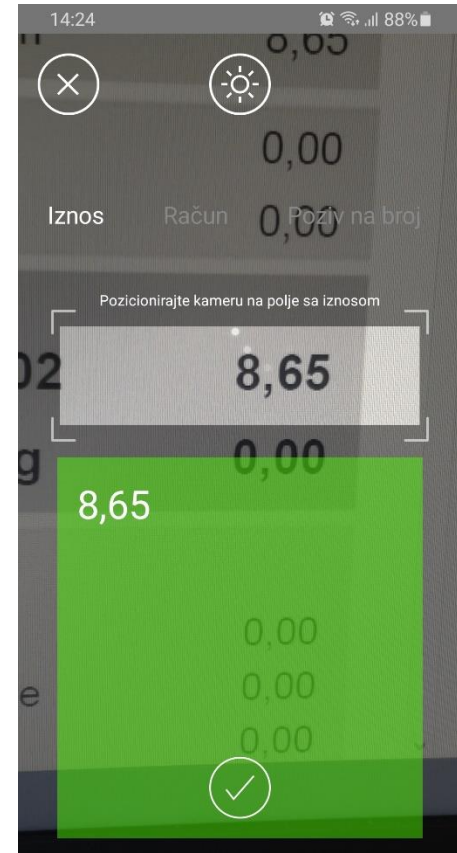 14:24 88%
8,65
0,00
Iznos Račun Poziv na broj
0,00
Pozicionirajte kameru na polje sa iznosom
02 8,65
g 0,00
8,65
0,00
e 0,00
0,00